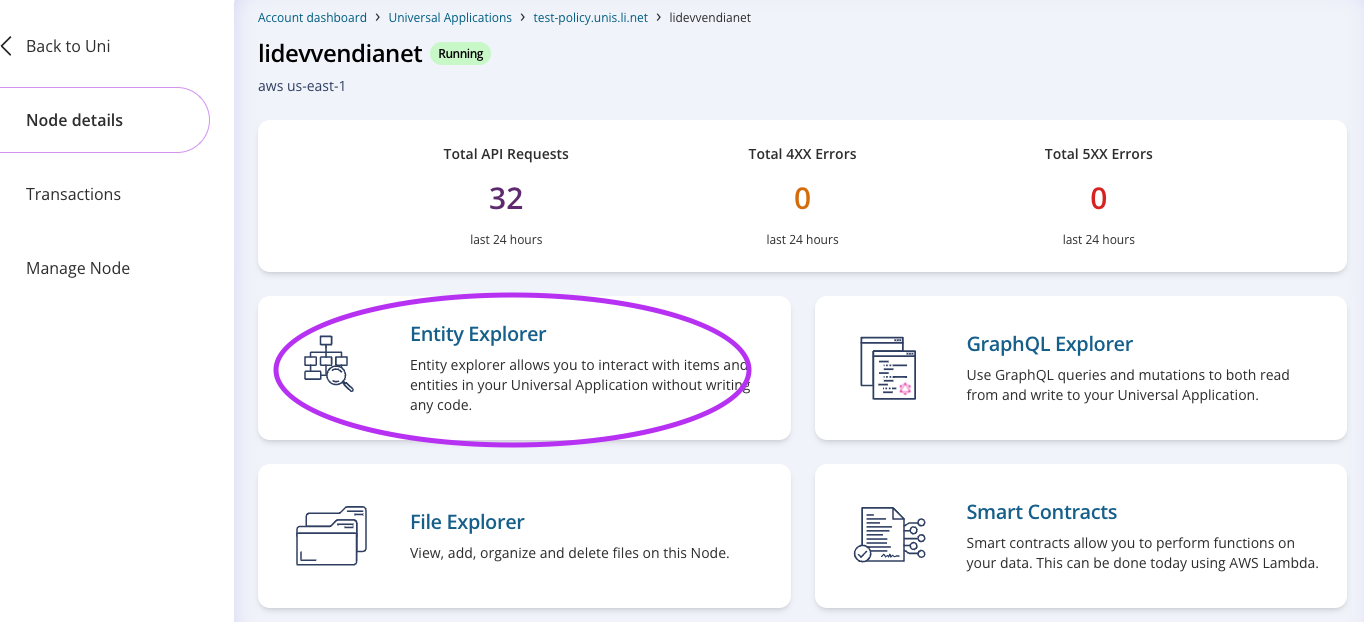 Account dashboard > Universal Applications > test-policy.unis.li.net > lidevvendianet
Back to Uni
lidevvendianet Running
aws us-east-1
Node details
Transactions
Manage Node
Total API Requests
32
last 24 hours
Total 4XX Errors
0
last 24 hours
Total 5XX Errors
0
last 24 hours
Entity Explorer
Entity explorer allows you to interact with items and
entities in your Universal Application without writing
any code.
GraphQL Explorer
Use GraphQL queries and mutations to both read
from and write to your Universal Application.
File Explorer
View, add, organize and delete files on this Node.
Smart Contracts
Smart contracts allow you to perform functions on
your data. This can be done today using AWS Lambda.